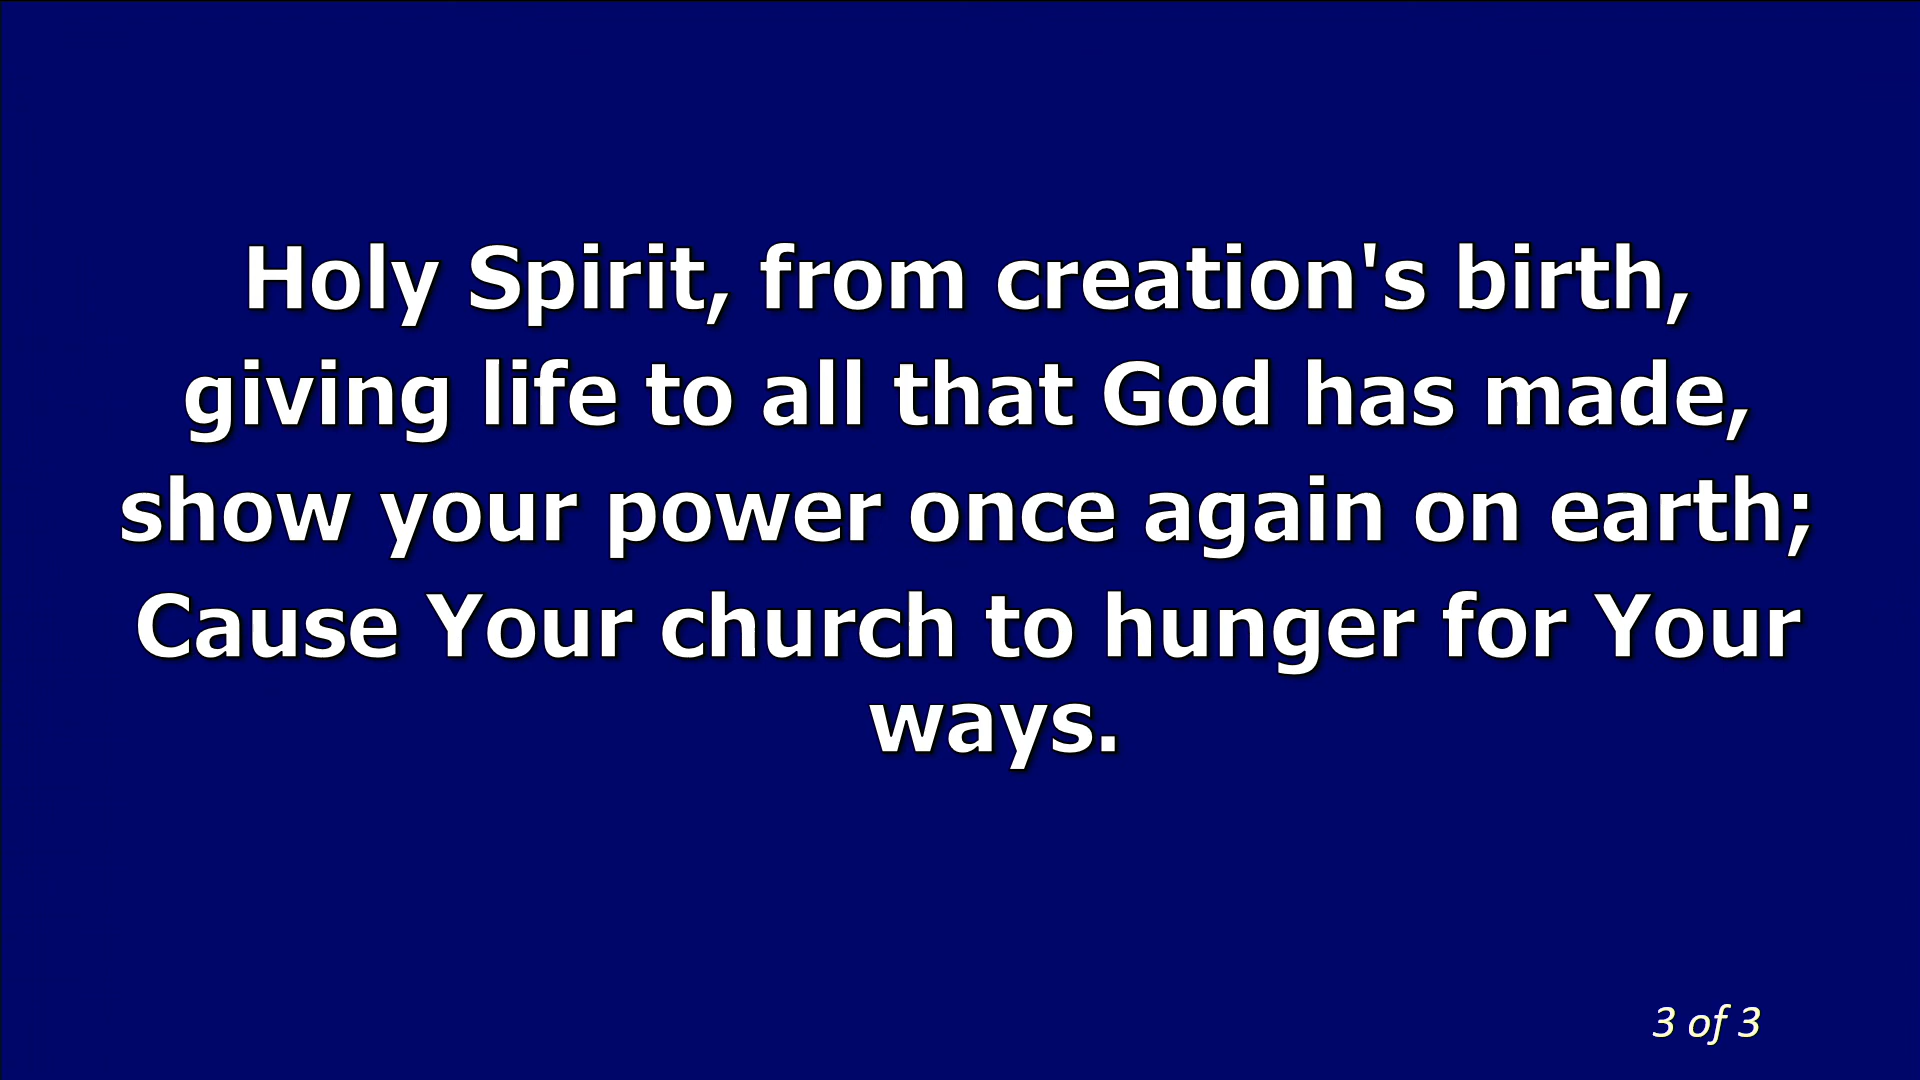 Holy Spirit, from creation's birth,
giving life to all that God has made,
show your power once again on earth;
Cause Your church to hunger for Your
ways.
3 of 3